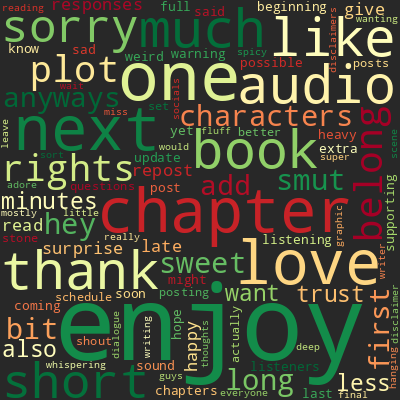 reading responses full beginning give disclaimers wanting
sorry much said like
know sad weird warning spicy possible posts
plot one audio
wait set socials
anyways miss characters
leave next yet fluff better heavy scene
would book extra
sort update super belong
rights repost
adore questions post add smut
mostly little graphic supporting
minutes chapter
read hey listening
stone really writer
surprise late love
thank sweet
might want trust hanging
coming schedule soon posting disclaimer
bit shout hope actually first
dialogue writing happy thoughts
also enjoy deep
whispering sound guys listeners
short chapters long less
everyone last final